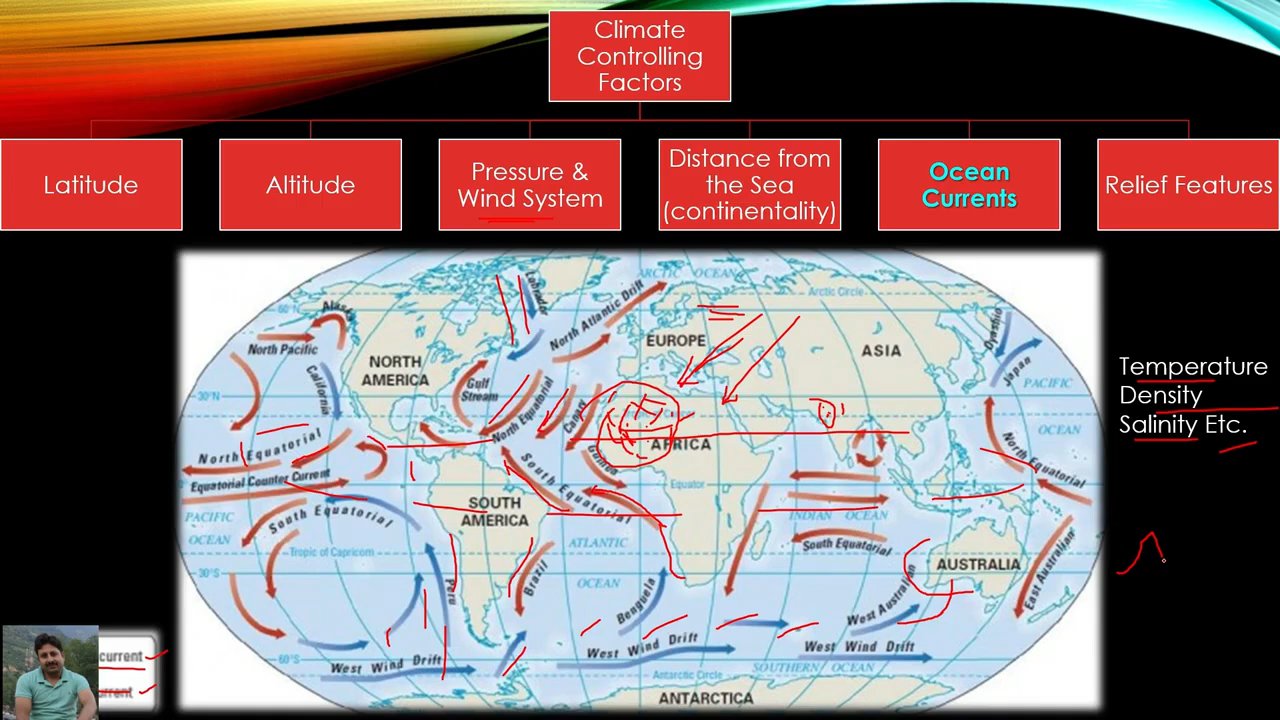 Climate
Controlling
Factors
Latitude
Altitude
Pressure &
Wind System
Distance from
the Sea
(continentality)
Ocean
Currents
Relief Features
ARCTIC OCEAN
Arctic Circle
60°N
Labrador
North Atlantic Drift
Alaska
North Pacific
NORTH
AMERICA
EUROPE
ASIA
Oyashio
Japan
PACIFIC
OCEAN
California
Gulf
Stream
30°N
North Equatorial
Canary
AFRICA
North Equatorial
North Equatorial
Equatorial Counter Current
Guinea
Equator
South Equatorial
SOUTH
AMERICA
South Equatorial
PACIFIC
OCEAN
INDIAN OCEAN
South Equatorial
Tropic of Capricorn
ATLANTIC
OCEAN
30°S
Peru
Brazil
Benguela
AUSTRALIA
West Australian
East Australian
West Wind Drift
West Wind Drift
West Wind Drift
60°S
SOUTHERN OCEAN
Antarctic Circle
ANTARCTICA
Temperature
Density
Salinity Etc.
current